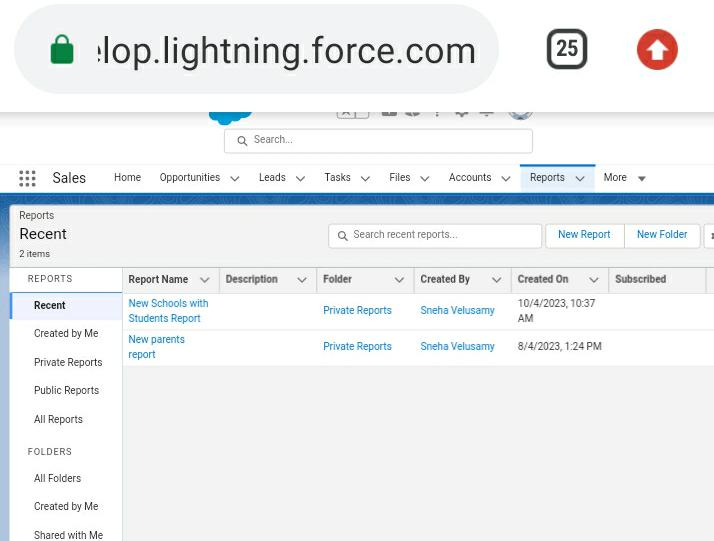 elop.lightning.force.com
25
Search...
Sales
Home
Opportunities
Leads
Tasks
Files
Accounts
Reports
More
Reports
Recent
2 items
Search recent reports...
New Report
New Folder
REPORTS
Recent
Created by Me
Private Reports
Public Reports
All Reports
FOLDERS
All Folders
Created by Me
Shared with Me
Report Name
Description
Folder
Created By
Created On
Subscribed
New Schools with
Students Report
Private Reports
Sneha Velusamy
10/4/2023, 10:37
AM
New parents
report
Private Reports
Sneha Velusamy
8/4/2023, 1:24 PM